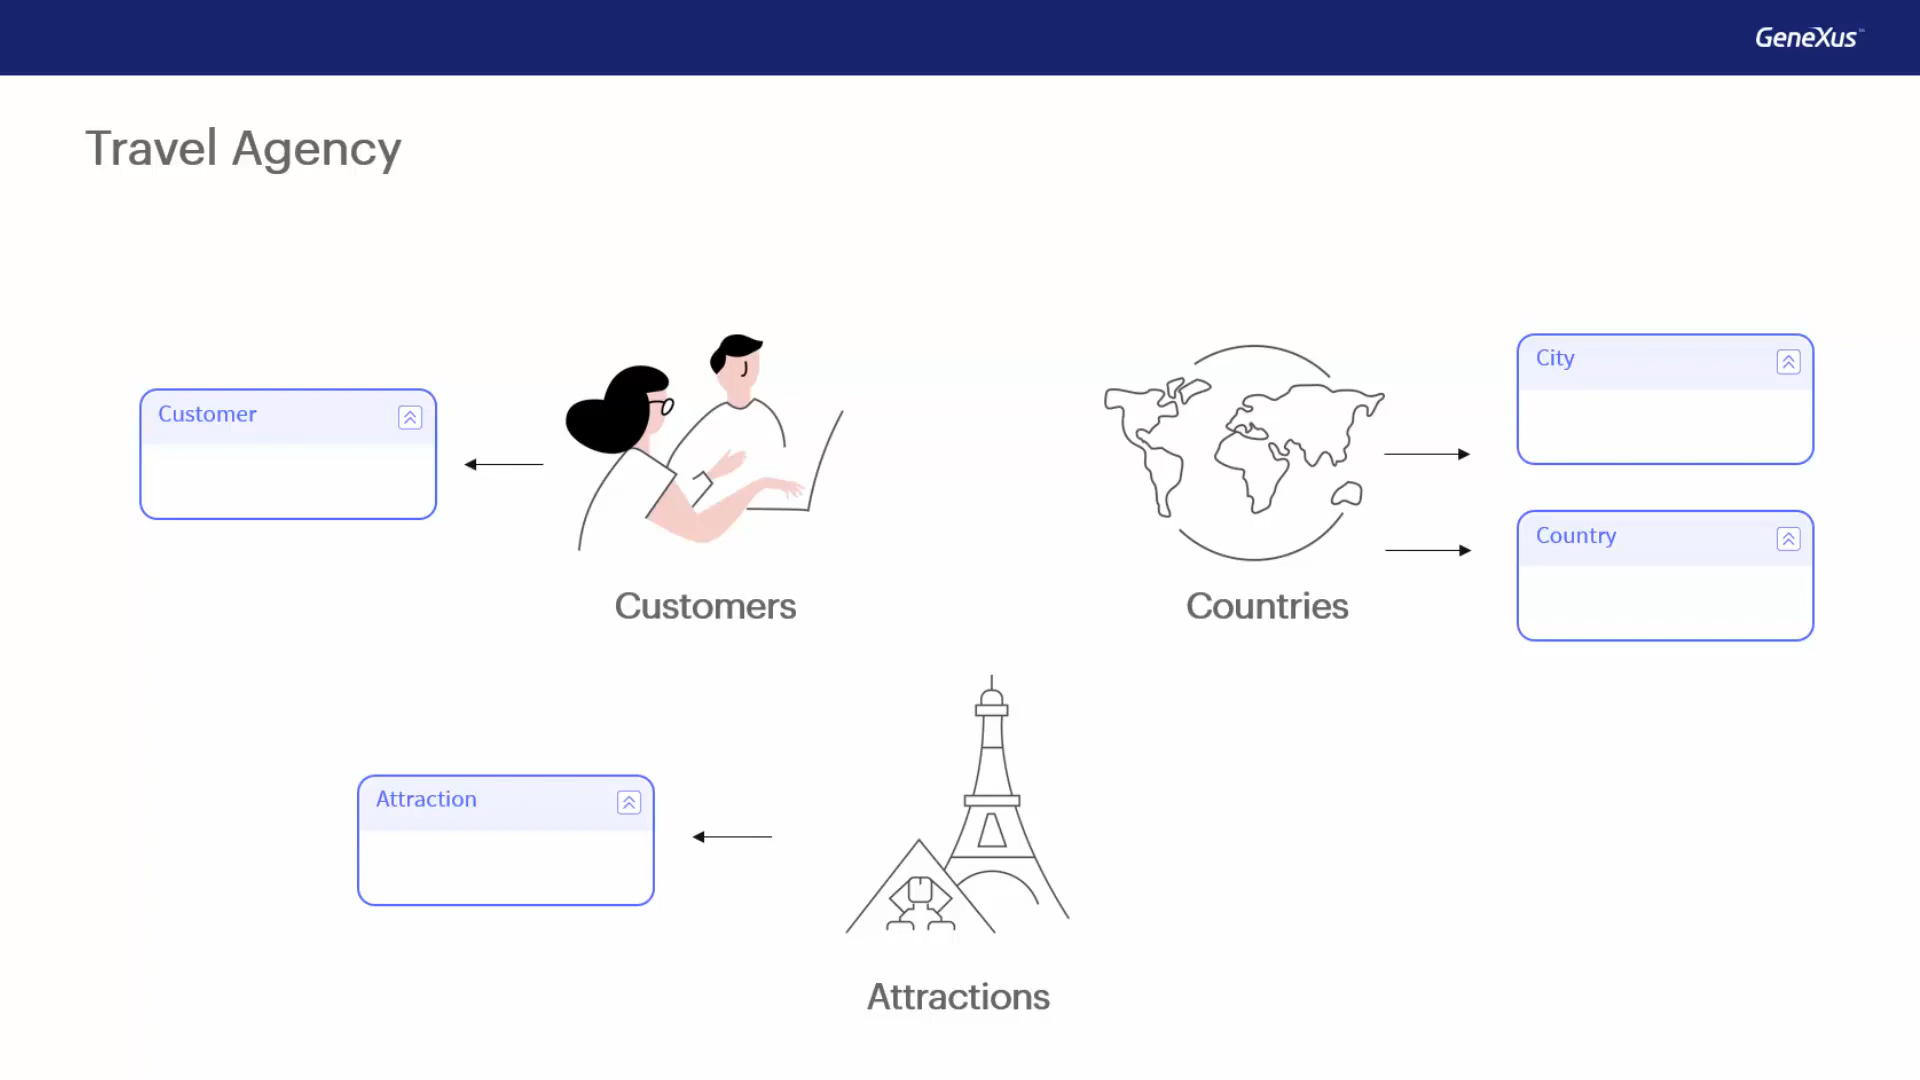 GeneXus
Travel Agency
Customer
City
Country
Customers
Countries
Attraction
Attractions